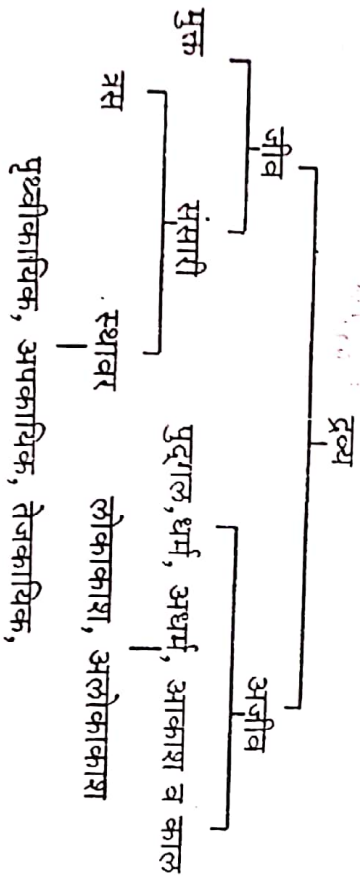 द्रव्य
जीव अजीव
मुक्त संसारी पुद्गल, धर्म, अधर्म, आकाश व काल
त्रस स्थावर लोकाकाश, अलोकाकाश
पृथ्वीकायिक, अपकायिक, तेजकायिक,